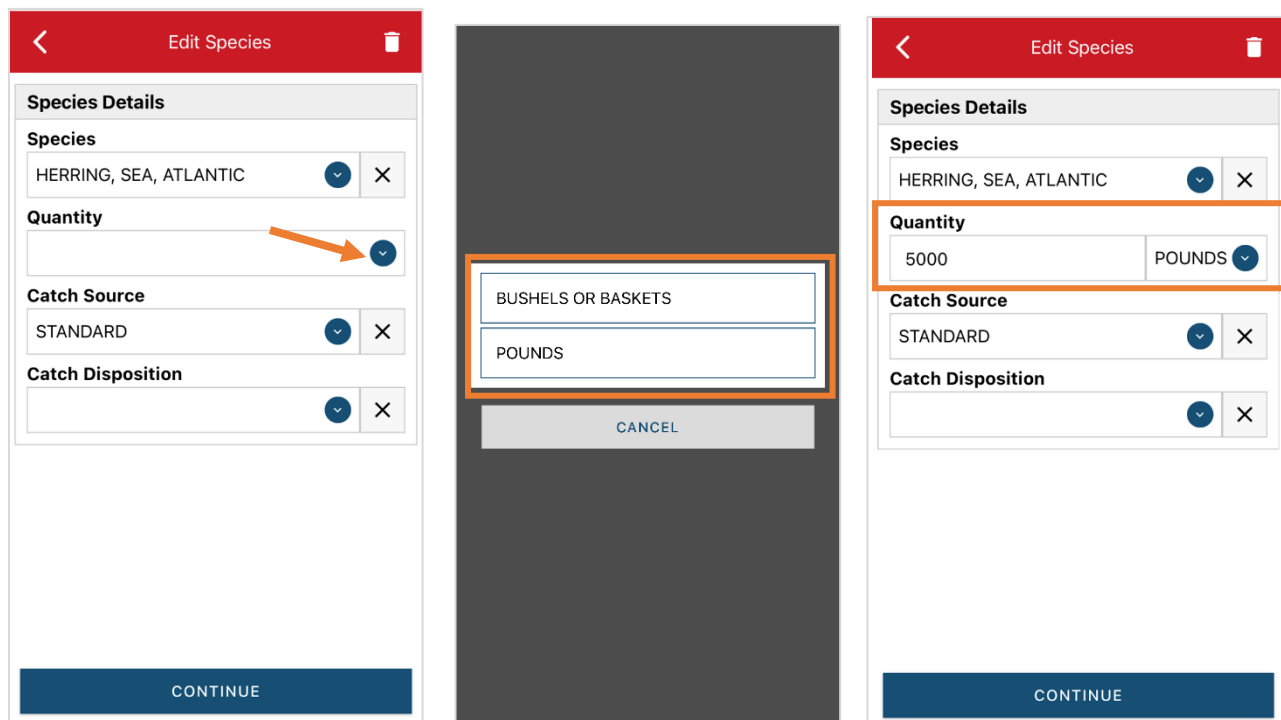 Edit Species
Species Details
Species
HERRING, SEA, ATLANTIC
Quantity
Catch Source
STANDARD
Catch Disposition
CONTINUE
BUSHELS OR BASKETS
POUNDS
CANCEL
Edit Species
Species Details
Species
HERRING, SEA, ATLANTIC
Quantity
5000 POUNDS
Catch Source
STANDARD
Catch Disposition
CONTINUE